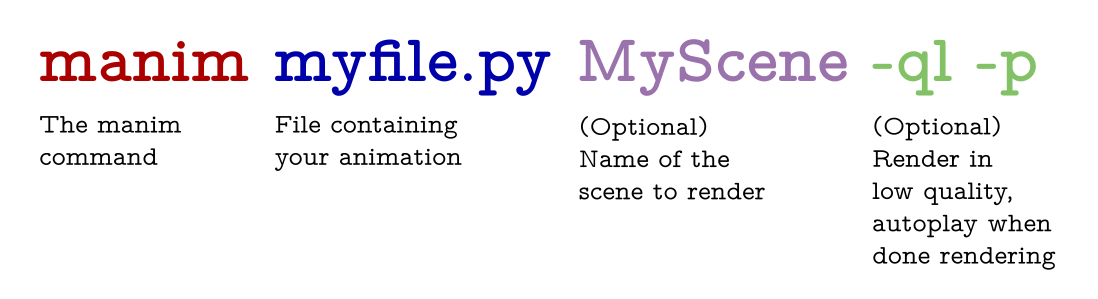 manim myfile.py MyScene -ql -p
The manim
command
File containing
your animation
(Optional)
Name of the
scene to render
(Optional)
Render in
low quality,
autoplay when
done rendering